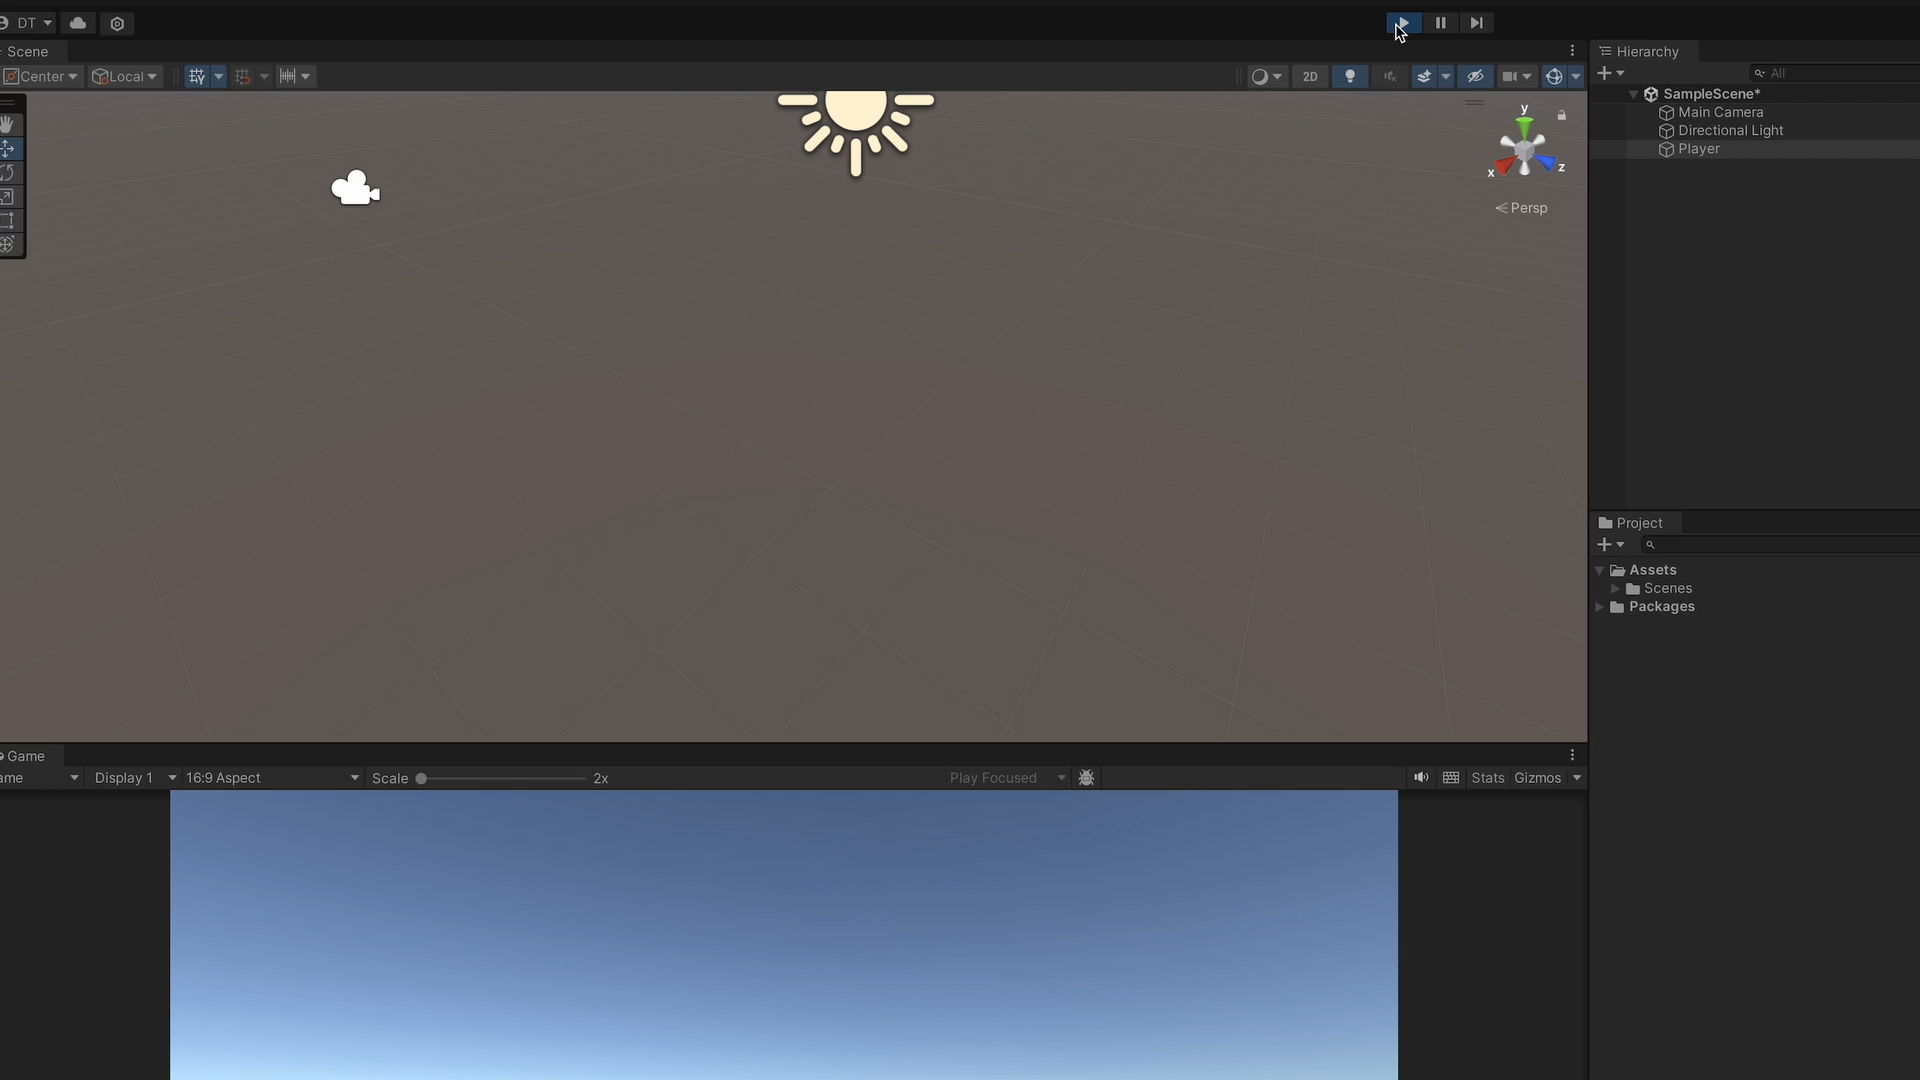 DT
Scene
Center
Local
2D
y
x
z
Persp
Hierarchy
All
SampleScene*
Main Camera
Directional Light
Player
Project
Assets
Scenes
Packages
Game
ame
Display 1
16:9 Aspect
Scale
2x
Play Focused
Stats
Gizmos